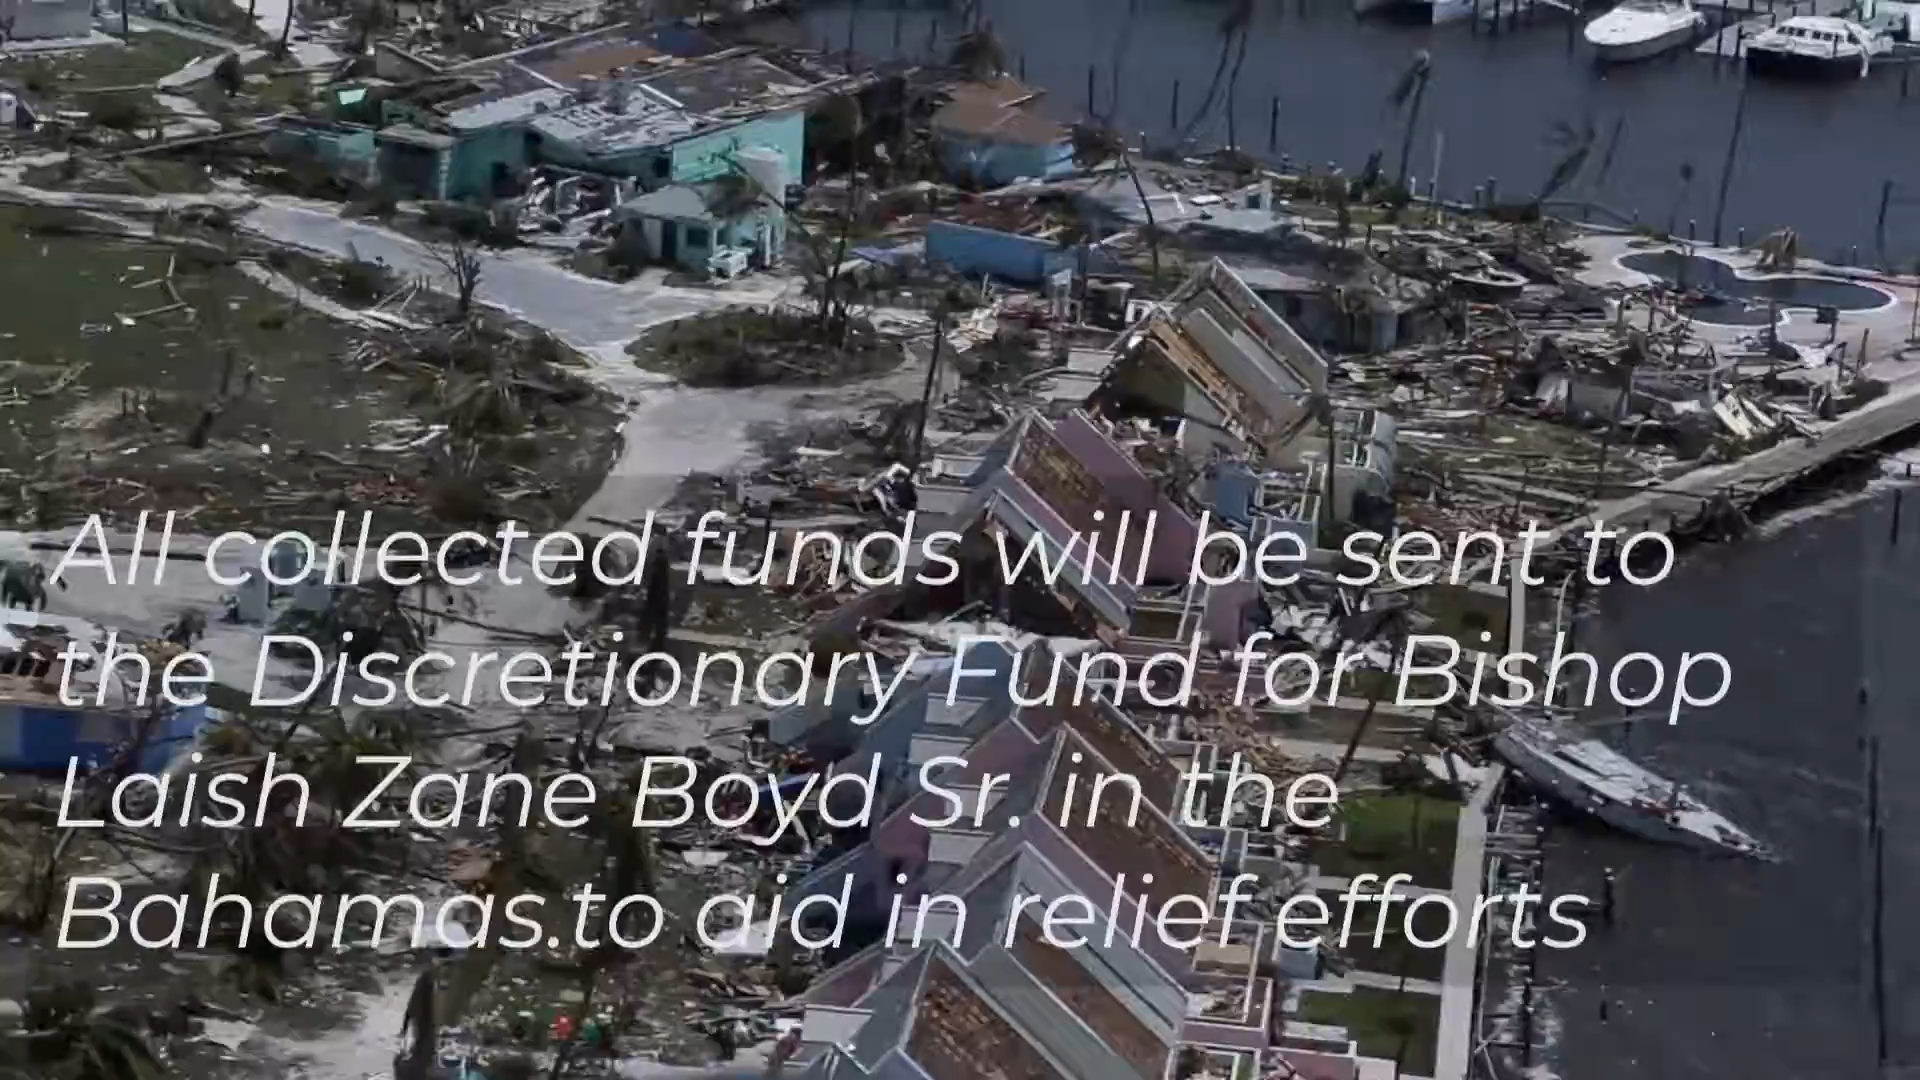 All collected funds will be sent to
the Discretionary Fund for Bishop
Laish Zane Boyd Sr. in the
Bahamas.to aid in relief efforts